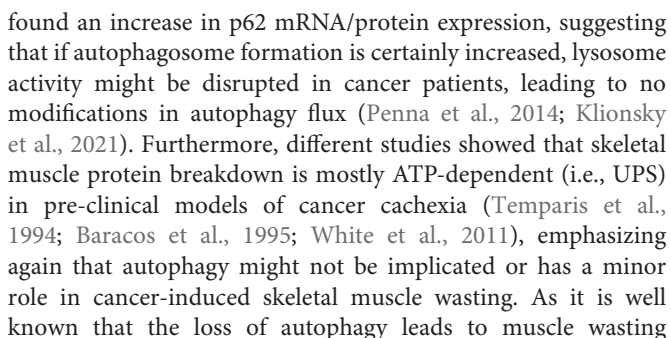 found an increase in p62 mRNA/protein expression, suggesting
that if autophagosome formation is certainly increased, lysosome
activity might be disrupted in cancer patients, leading to no
modifications in autophagy flux (Penna et al., 2014; Klionsky
et al., 2021). Furthermore, different studies showed that skeletal
muscle protein breakdown is mostly ATP-dependent (i.e., UPS)
in pre-clinical models of cancer cachexia (Temparis et al.,
1994; Baracos et al., 1995; White et al., 2011), emphasizing
again that autophagy might not be implicated or has a minor
role in cancer-induced skeletal muscle wasting. As it is well
known that the loss of autophagy leads to muscle wasting